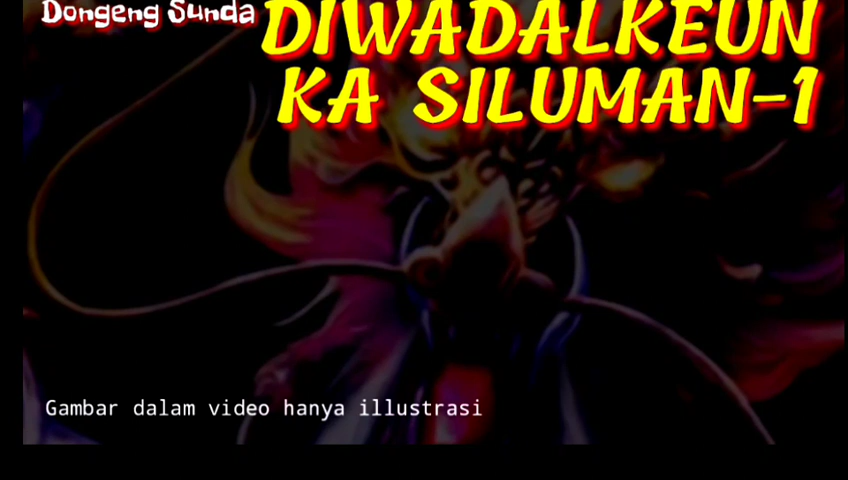 Dongeng Sunda
DIWADALKEUN
KA SILUMAN-1
Gambar dalam video hanya illustrasi